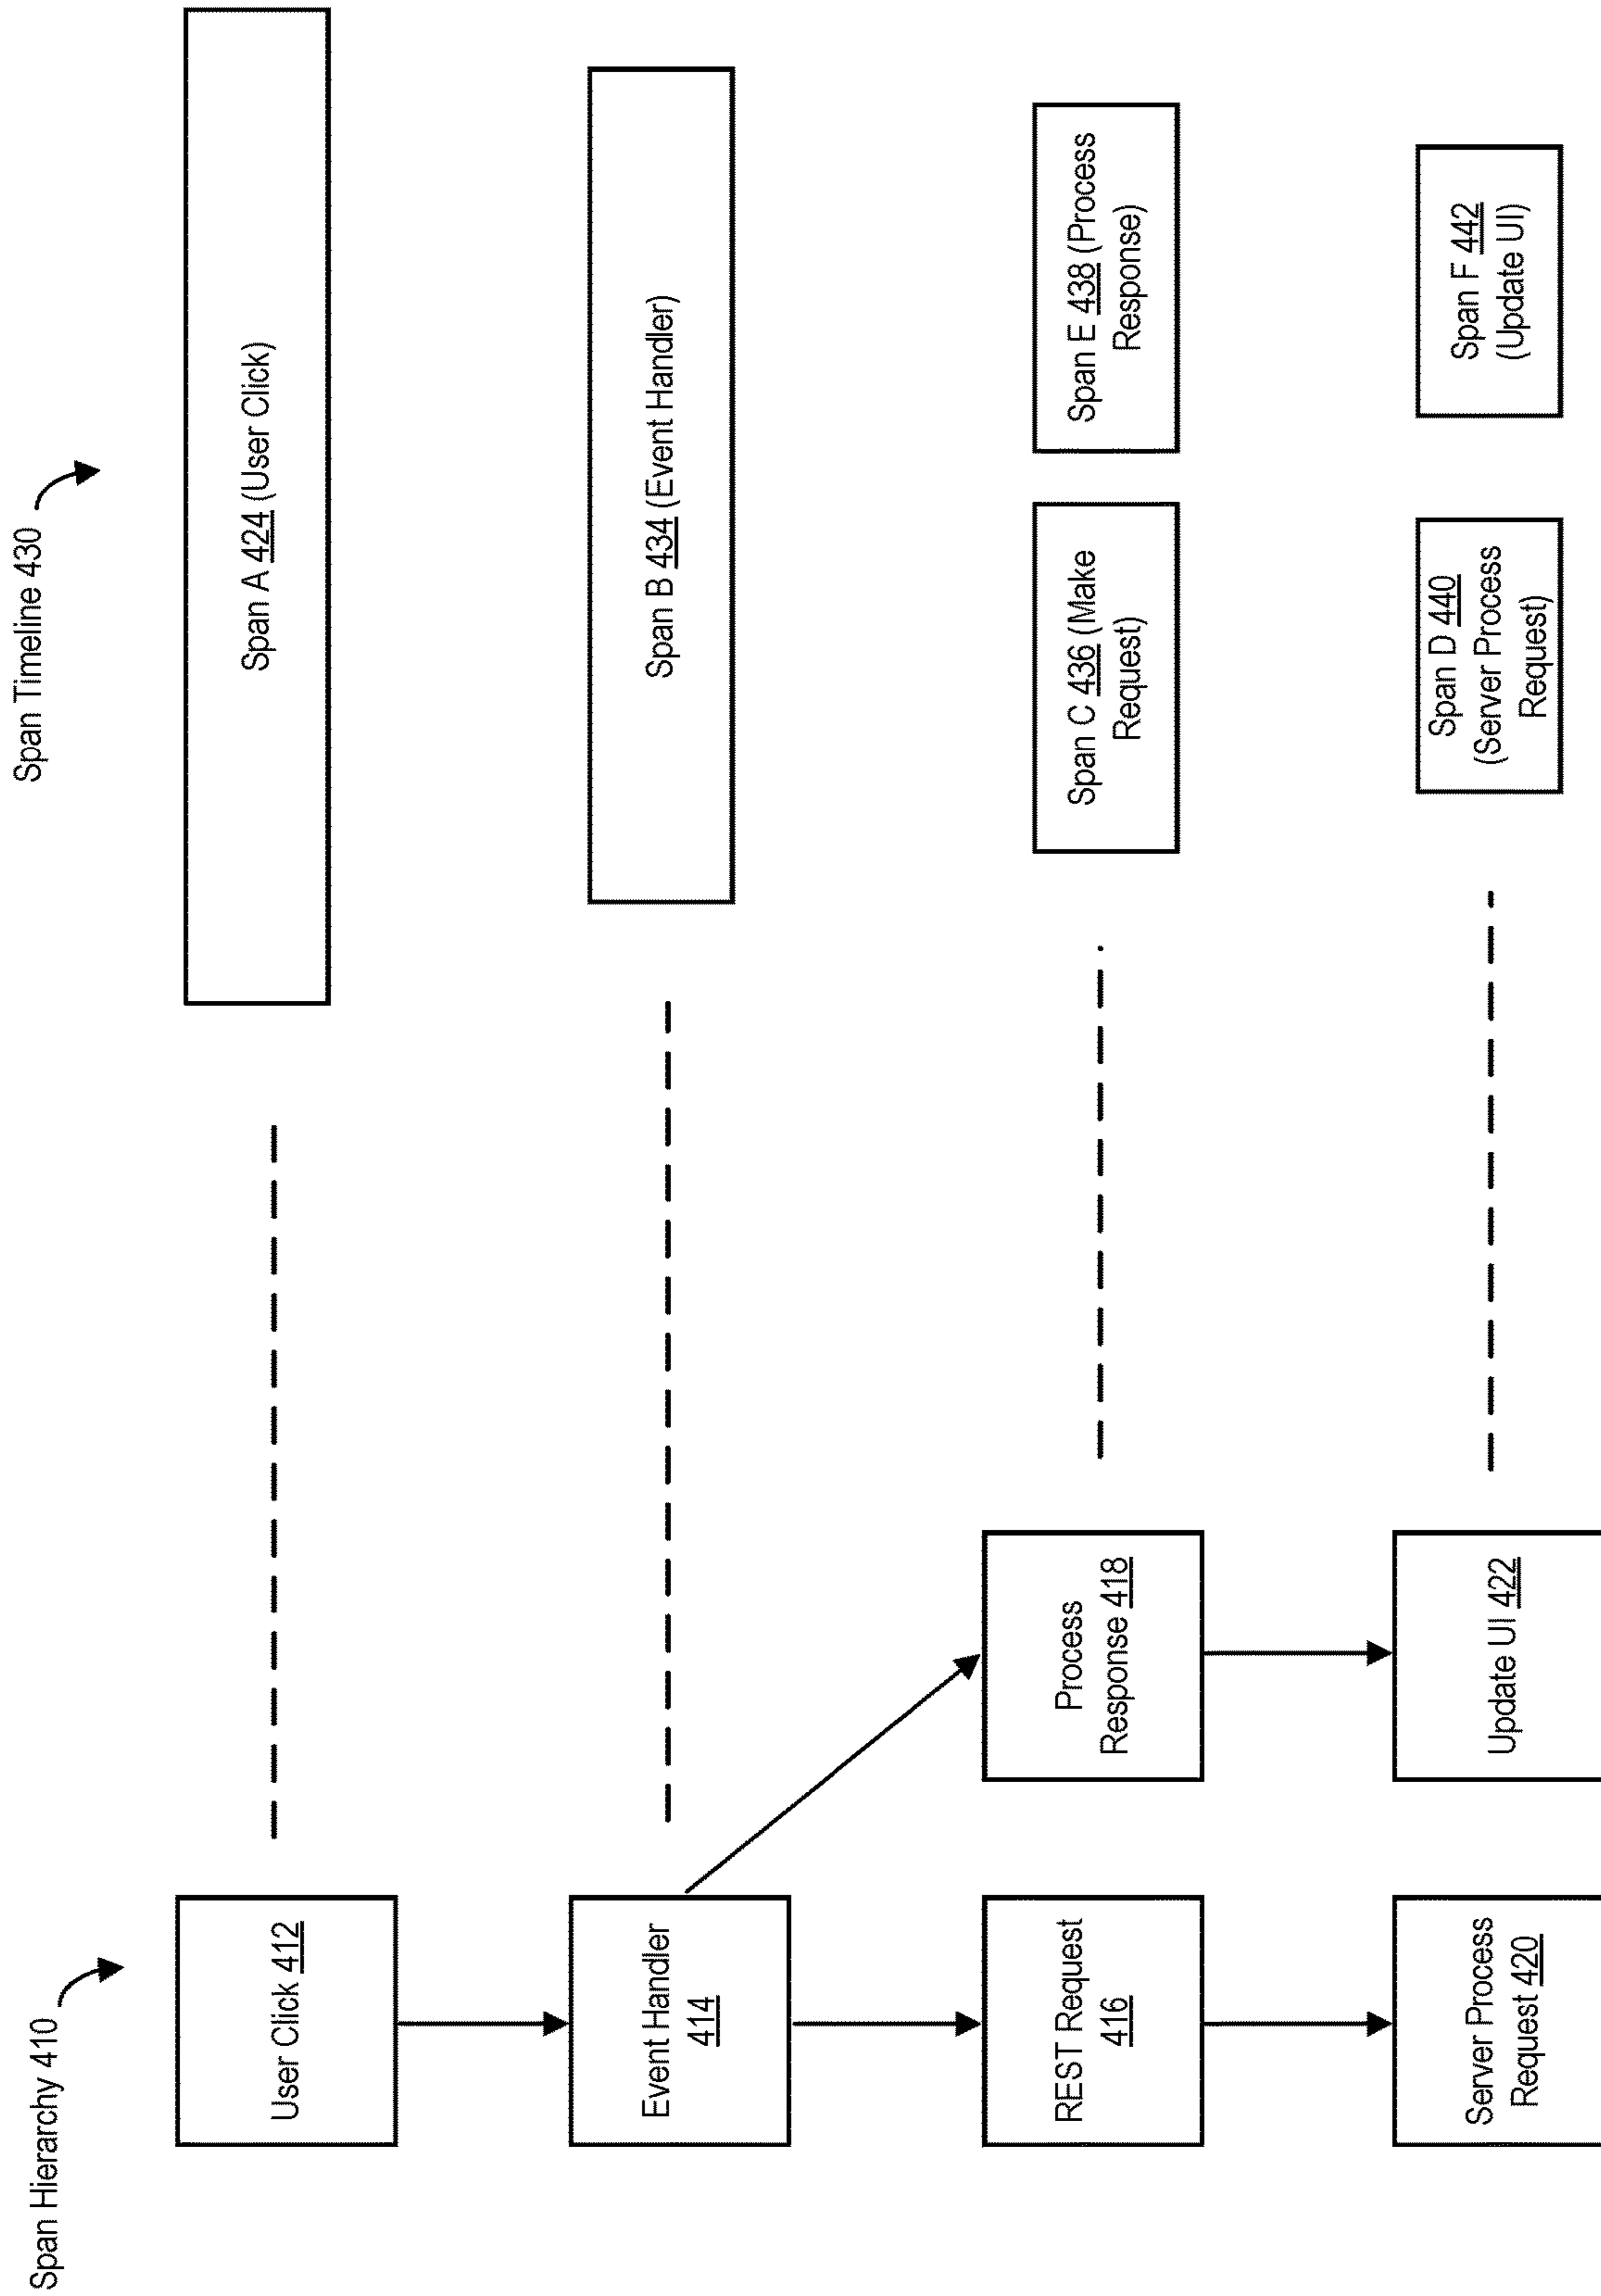 Span Hierarchy 410
Span Timeline 430
User Click 412
Span A 424 (User Click)
Event Handler
414
Span B 434 (Event Handler)
REST Request
416
Process
Response 418
Span C 436 (Make
Request)
Span E 438 (Process
Response)
Server Process
Request 420
Update UI 422
Span D 440
(Server Process
Request)
Span F 442
(Update UI)